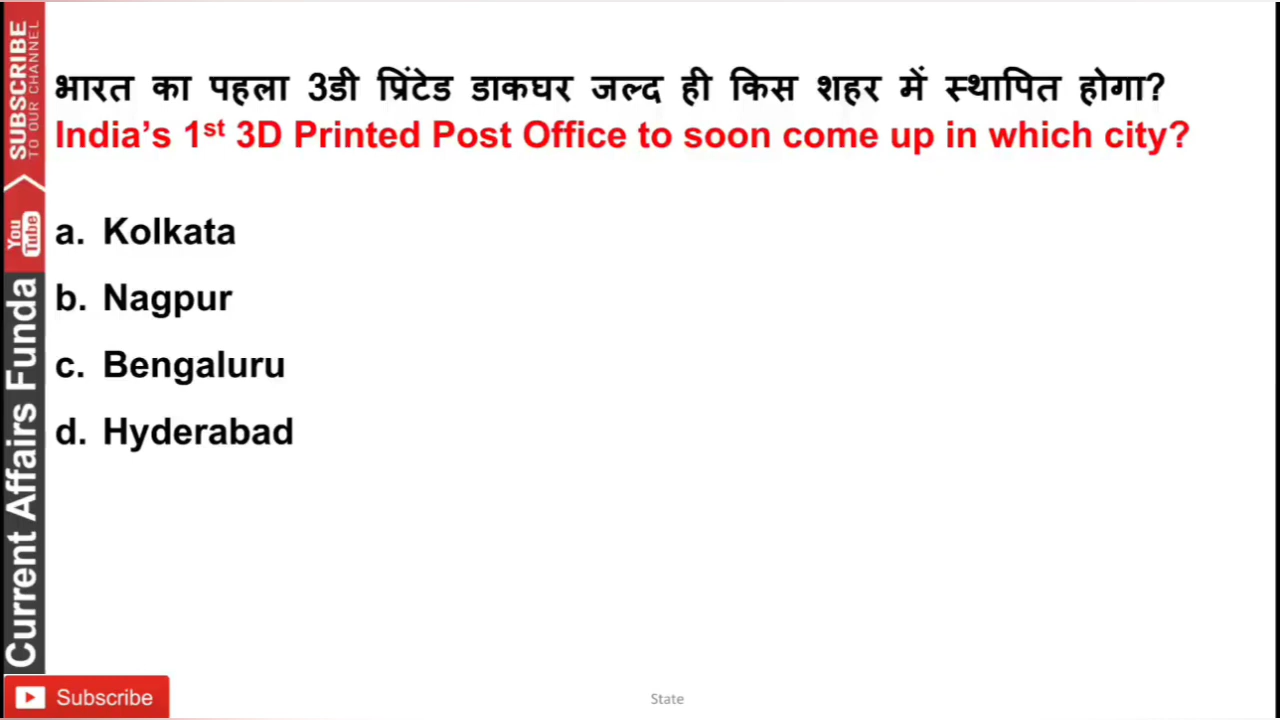 भारत का पहला 3डी प्रिंटेड डाकघर जल्द ही किस शहर में स्थापित होगा?
India’s 1st 3D Printed Post Office to soon come up in which city?
a. Kolkata
b. Nagpur
c. Bengaluru
d. Hyderabad
SUBSCRIBE
TO OUR CHANNEL
You
Tube
Current Affairs Funda
Subscribe
State